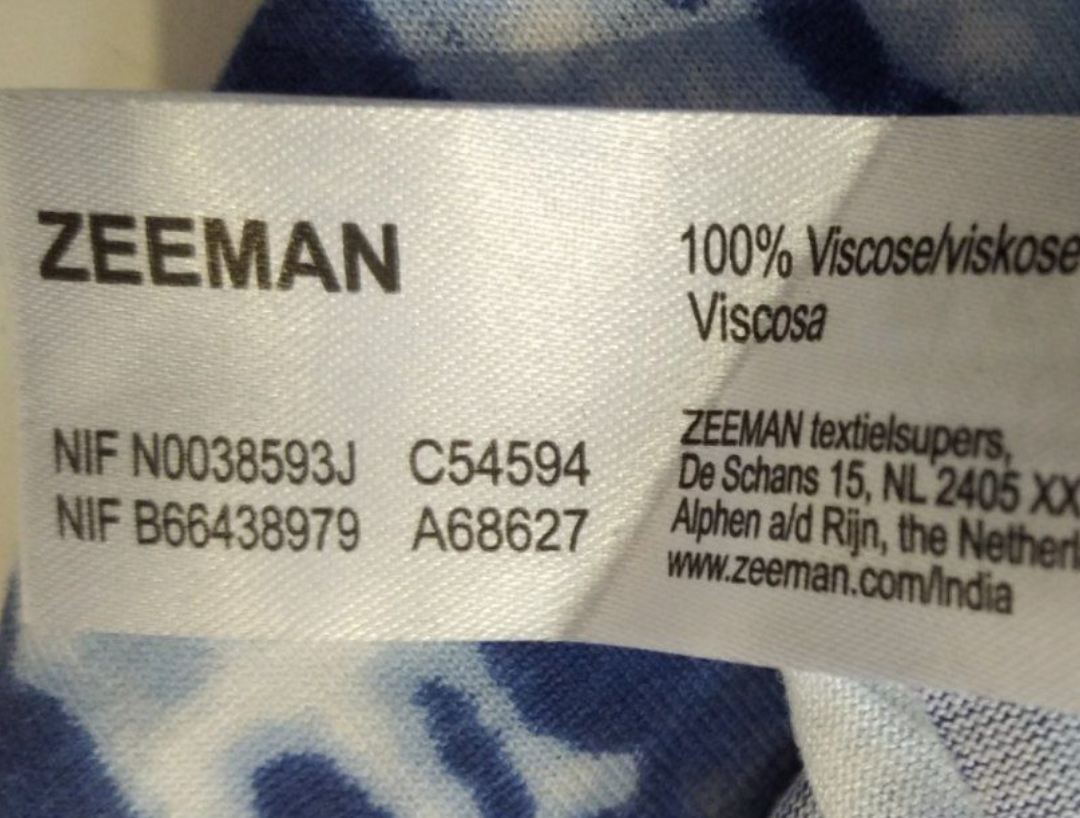 ZEEMAN
NIF N0038593J C54594
NIF B66438979 A68627
100% Viscose/viskose
Viscosa
ZEEMAN textielsupers,
De Schans 15, NL 2405 XX
Alphen a/d Rijn, the
www.zeeman.com/India